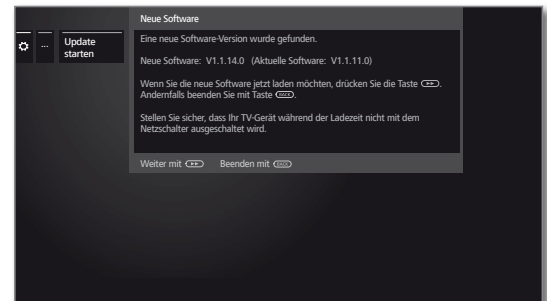 Neue Software
... Update
starten
Eine neue Software-Version wurde gefunden.
Neue Software: V1.1.14.0 (Aktuelle Software: V1.1.11.0)
Wenn Sie die neue Software jetzt laden möchten, drücken Sie die Taste ▶▶.
Andernfalls beenden Sie mit Taste BACK.
Stellen Sie sicher, dass Ihr TV-Gerät während der Ladezeit nicht mit dem
Netzschalter ausgeschaltet wird.
Weiter mit ▶▶ Beenden mit BACK